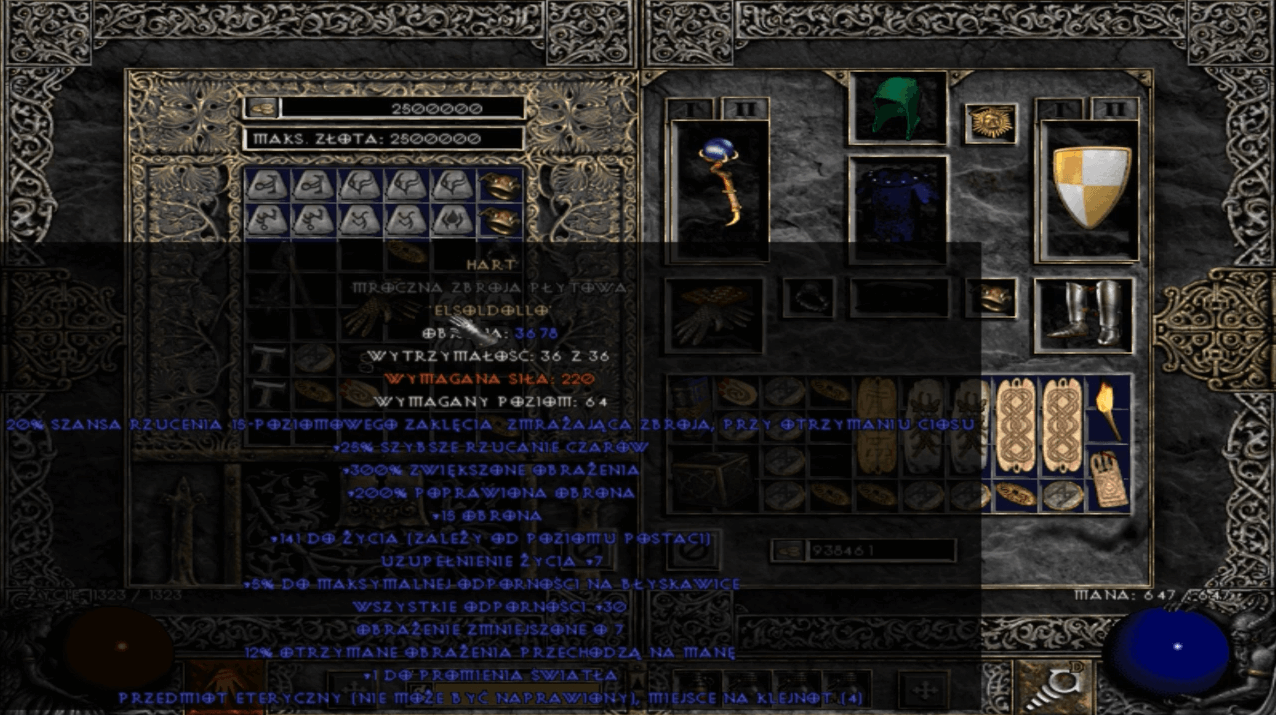 2500000
MAKS. ZŁOTA: 2500000
I II
I II
HART
MROCZNA ZBROJA PŁYTOWA
'ELSOLDOLLO'
OBRONA: 3678
WYTRZYMAŁOŚĆ: 36 Z 36
WYMAGANA SIŁA: 220
WYMAGANY POZIOM: 64
20% SZANSA RZUCENIA 15-POZIOMOWEGO ZAKLĘCIA ZMRAŻAJĄCA ZBROJA, PRZY OTRZYMANIU CIOSU
+25% SZYBSZE RZUCANIE CZARÓW
+300% ZWIĘKSZONE OBRAŻENIA
+200% POPRAWIONA OBRONA
+15 OBRONA
+141 DO ŻYCIA (ZALEŻY OD POZIOMU POSTACI)
UZUPEŁNIENIE ŻYCIA +7
+5% DO MAKSYMALNEJ ODPORNOŚCI NA BŁYSKAWICE
WSZYSTKIE ODPORNOŚCI +30
OBRAŻENIE ZMNIEJSZONE O 7
12% OTRZYMANE OBRAŻENIA PRZECHODZĄ NA MANĘ
+1 DO PROMIENIA ŚWIATŁA
PRZEDMIOT ETERYCZNY (NIE MOŻE BYĆ NAPRAWIONY), MIEJSCE NA KLEJNOT (4)
938461
ŻYCIE: 1323 / 1323
MANA: 647 / 647